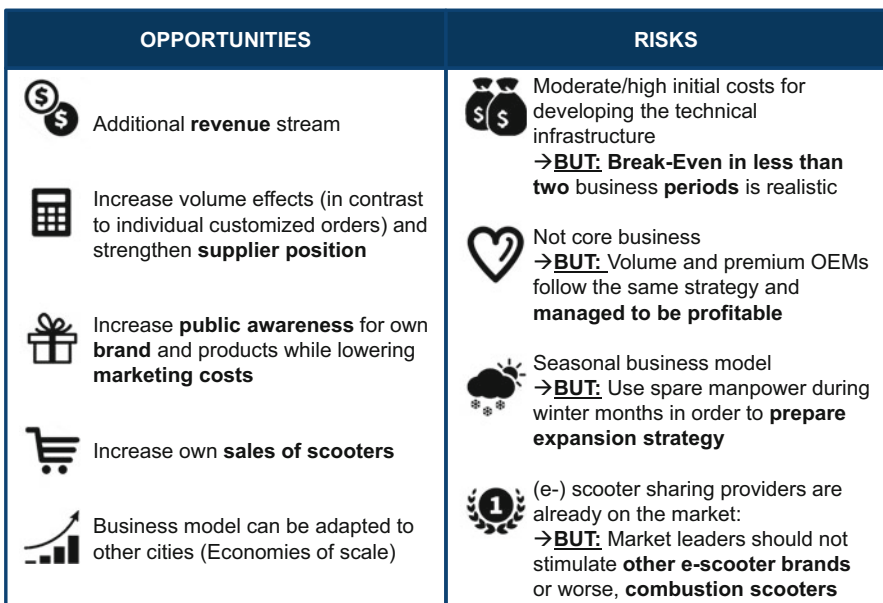 OPPORTUNITIES
Additional revenue stream
Increase volume effects (in contrast
to individual customized orders) and
strengthen supplier position
Increase public awareness for own
brand and products while lowering
marketing costs
Increase own sales of scooters
Business model can be adapted to
other cities (Economies of scale)
RISKS
Moderate/high initial costs for
developing the technical
infrastructure
→BUT: Break-Even in less than
two business periods is realistic
Not core business
→BUT: Volume and premium OEMs
follow the same strategy and
managed to be profitable
Seasonal business model
→BUT: Use spare manpower during
winter months in order to prepare
expansion strategy
1
(e-) scooter sharing providers are
already on the market:
→BUT: Market leaders should not
stimulate other e-scooter brands
or worse, combustion scooters